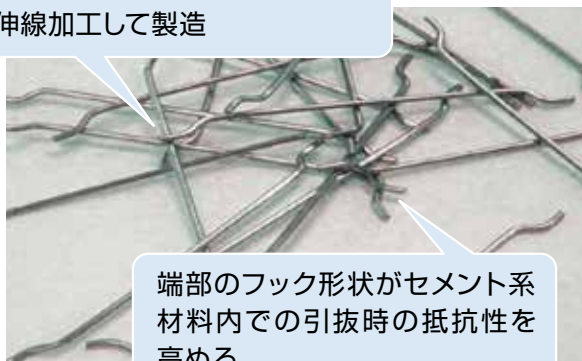 伸線加工して製造
端部のフック形状がセメント系
材料内での引抜時の抵抗性を
高める